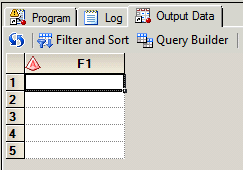 Program Log Output Data
Filter and Sort Query Builder
F1
1
2
3
4
5